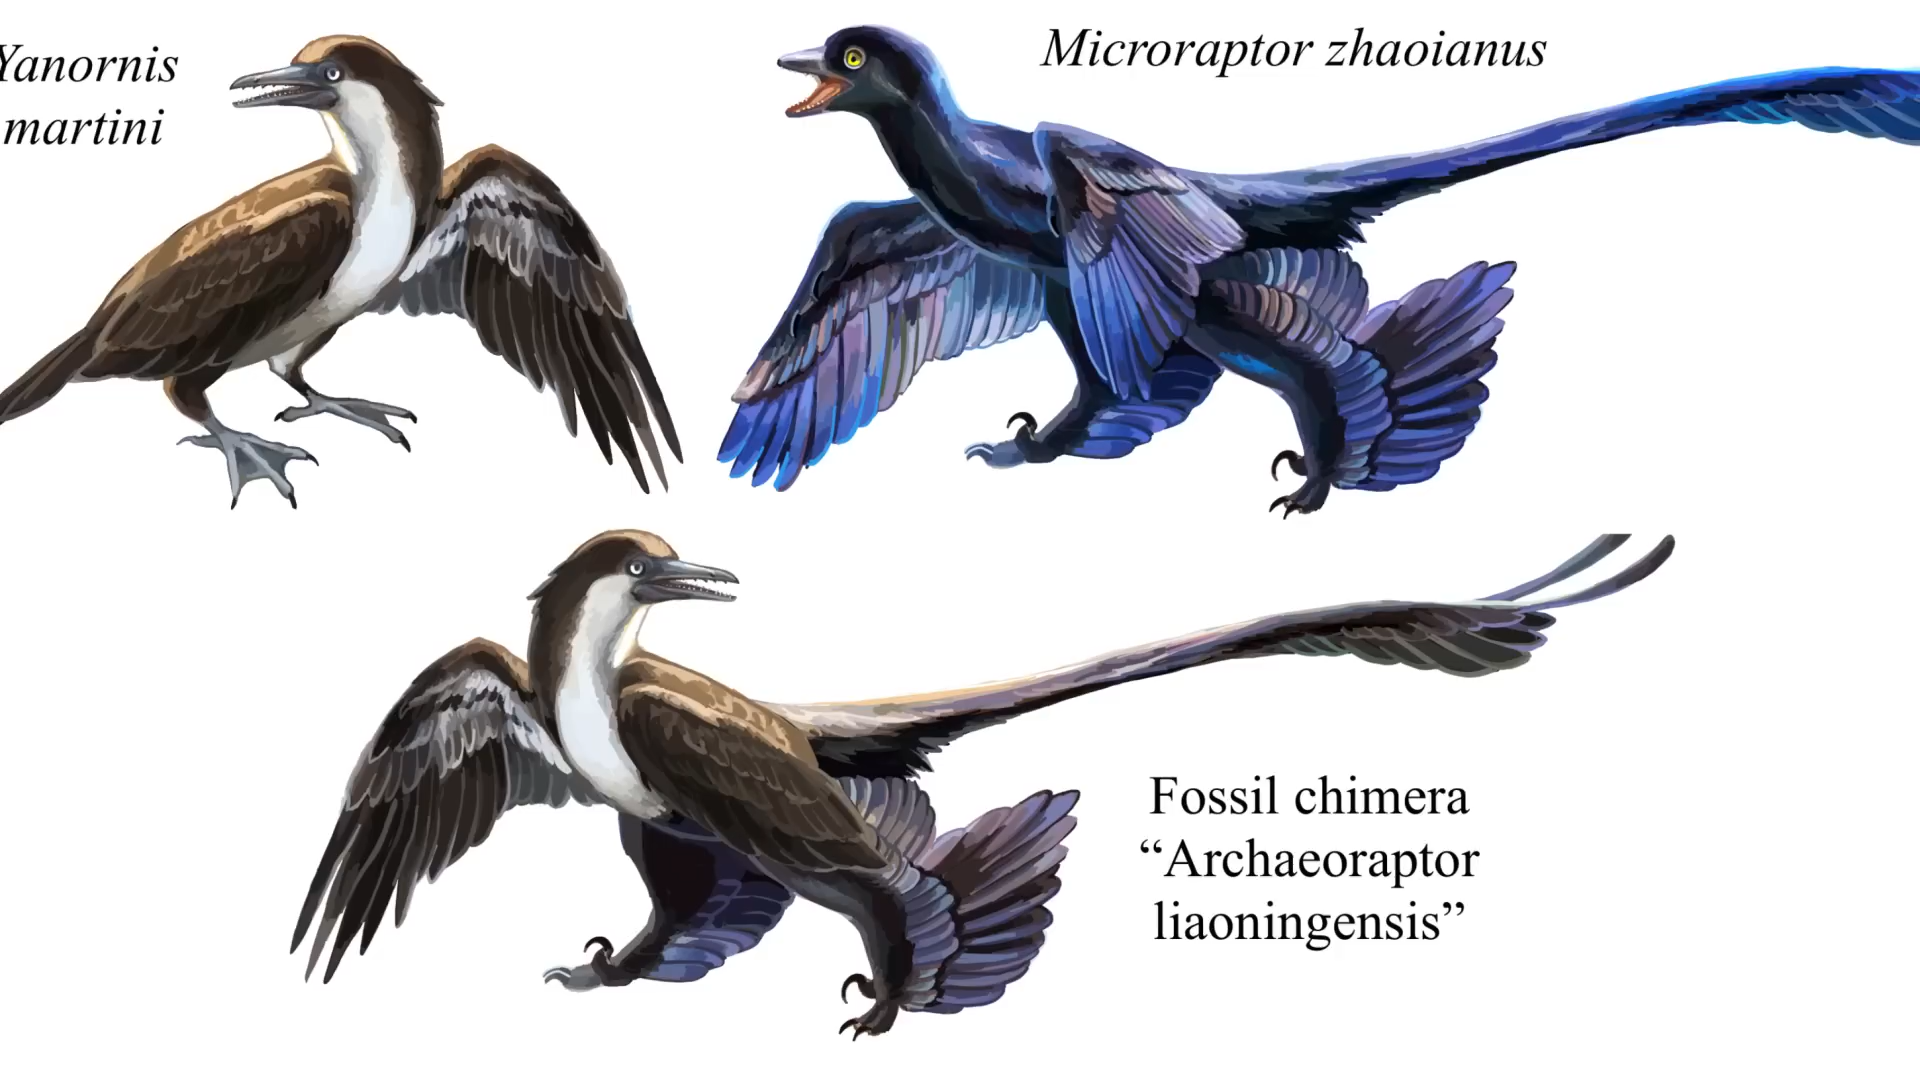 Yanornis
martini
Microraptor zhaoianus
Fossil chimera
“Archaeoraptor
liaoningensis”